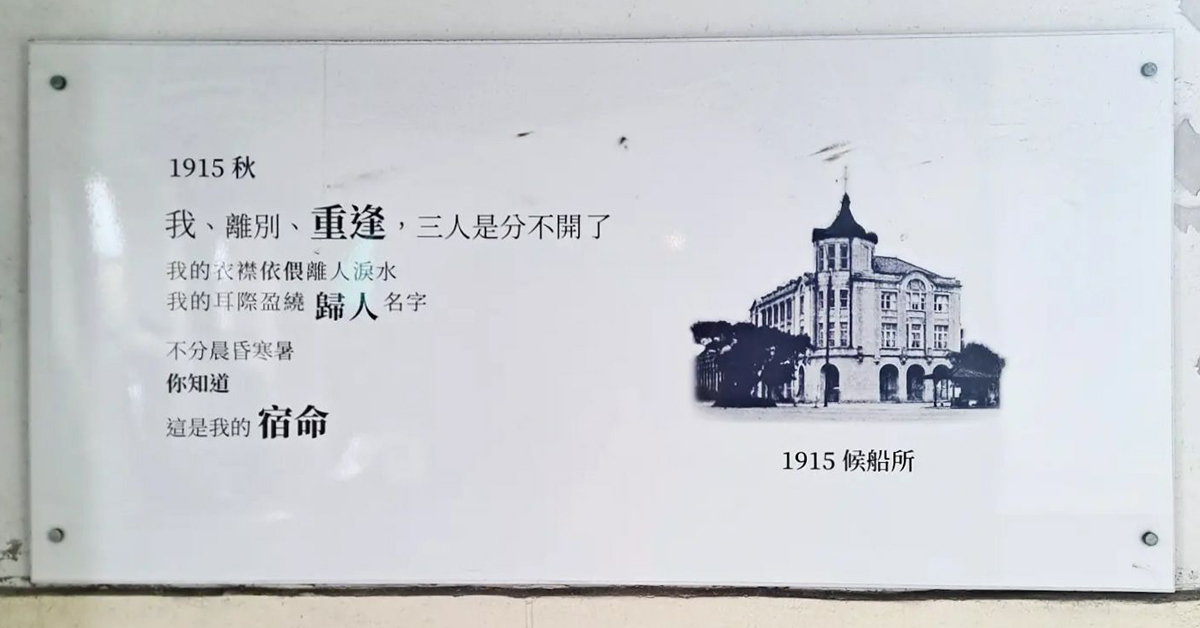 1915 秋
我、離別、重逢，三人是分不開了
我的衣襟依偎離人淚水
我的耳際盈繞 歸人 名字
不分晨昏寒暑
你知道
這是我的 宿命
1915 候船所